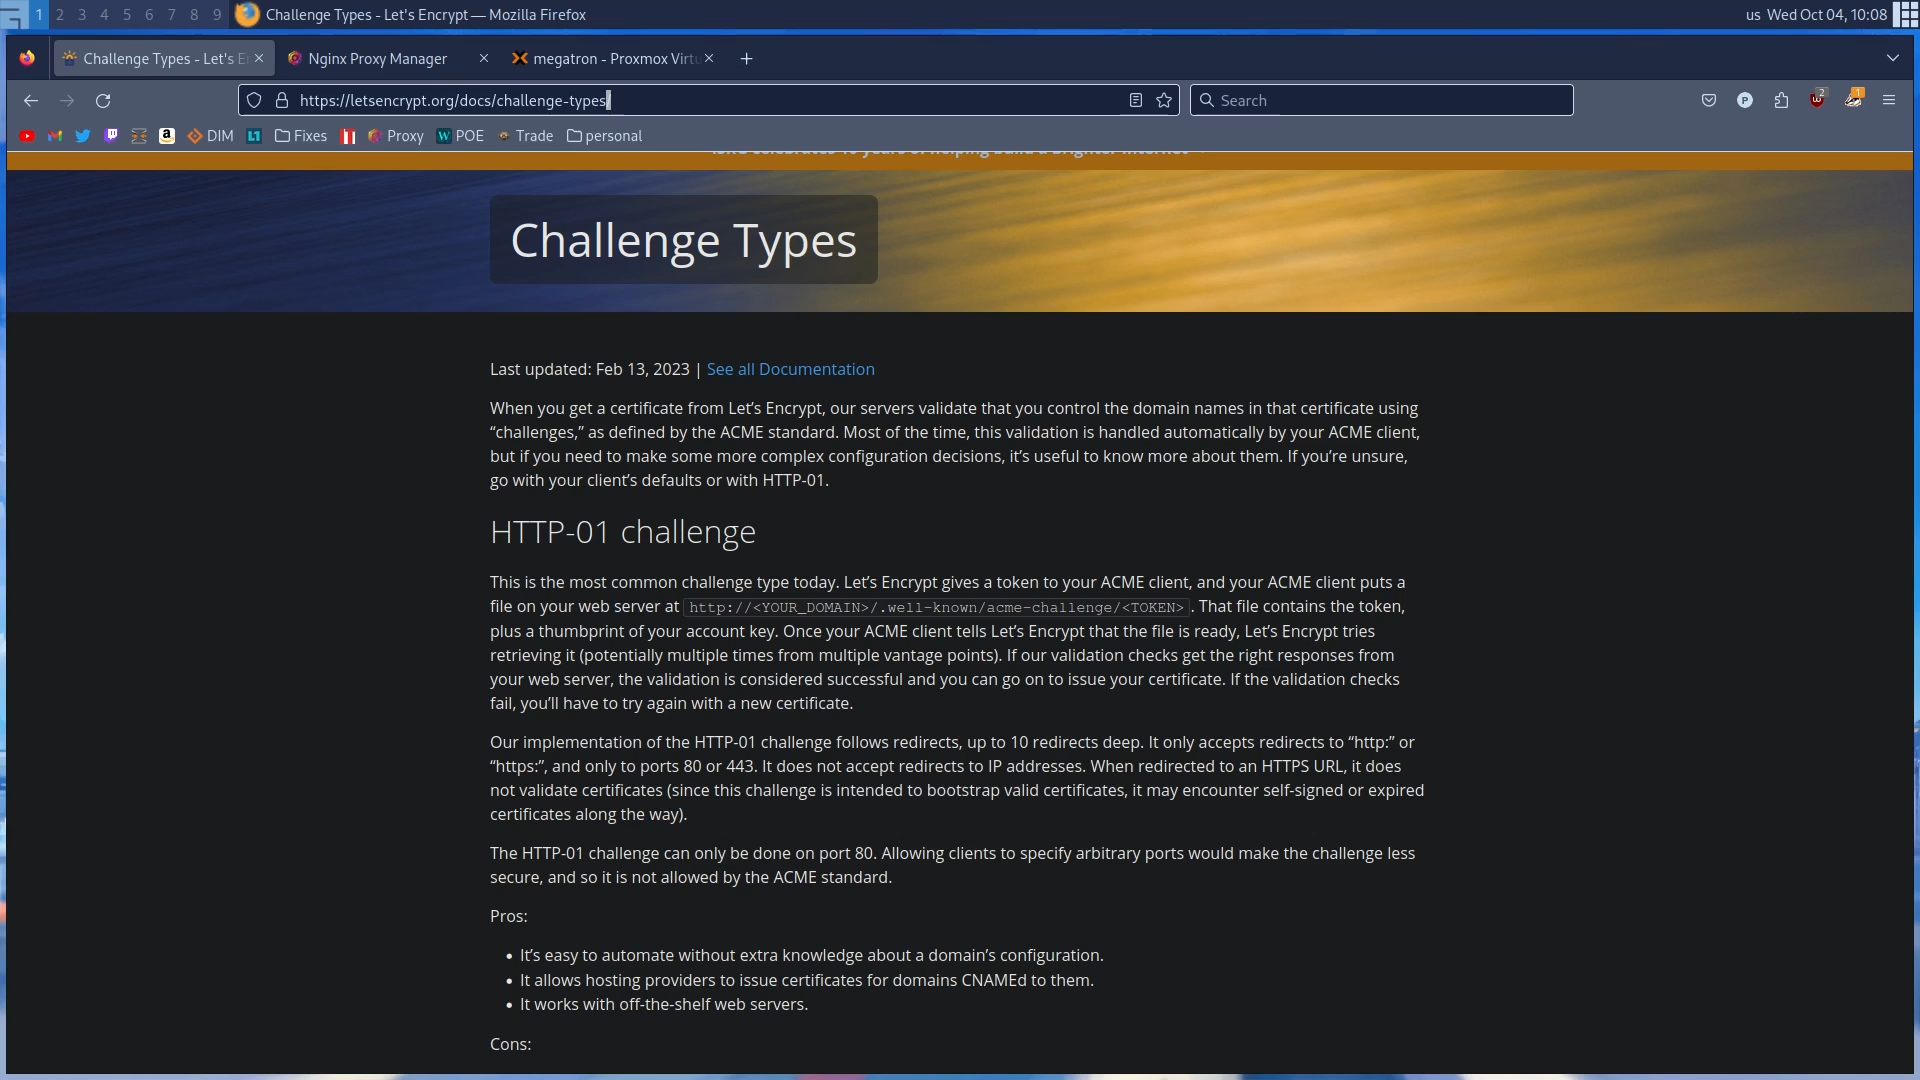 1 2 3 4 5 6 7 8 9 Challenge Types - Let's Encrypt — Mozilla Firefox us Wed Oct 04, 10:08
Challenge Types - Let's E Nginx Proxy Manager megatron - Proxmox Virtu
https://letsencrypt.org/docs/challenge-types/ Search P 2 1
DIM L1 Fixes Proxy W POE Trade personal
ISRG celebrates 10 years of helping build a brighter Internet
Challenge Types
Last updated: Feb 13, 2023 | See all Documentation
When you get a certificate from Let’s Encrypt, our servers validate that you control the domain names in that certificate using
“challenges,” as defined by the ACME standard. Most of the time, this validation is handled automatically by your ACME client,
but if you need to make some more complex configuration decisions, it’s useful to know more about them. If you’re unsure,
go with your client’s defaults or with HTTP-01.
HTTP-01 challenge
This is the most common challenge type today. Let’s Encrypt gives a token to your ACME client, and your ACME client puts a
file on your web server at http://<YOUR_DOMAIN>/.well-known/acme-challenge/<TOKEN> . That file contains the token,
plus a thumbprint of your account key. Once your ACME client tells Let’s Encrypt that the file is ready, Let’s Encrypt tries
retrieving it (potentially multiple times from multiple vantage points). If our validation checks get the right responses from
your web server, the validation is considered successful and you can go on to issue your certificate. If the validation checks
fail, you’ll have to try again with a new certificate.
Our implementation of the HTTP-01 challenge follows redirects, up to 10 redirects deep. It only accepts redirects to “http:” or
“https:”, and only to ports 80 or 443. It does not accept redirects to IP addresses. When redirected to an HTTPS URL, it does
not validate certificates (since this challenge is intended to bootstrap valid certificates, it may encounter self-signed or expired
certificates along the way).
The HTTP-01 challenge can only be done on port 80. Allowing clients to specify arbitrary ports would make the challenge less
secure, and so it is not allowed by the ACME standard.
Pros:
• It’s easy to automate without extra knowledge about a domain’s configuration.
• It allows hosting providers to issue certificates for domains CNAMEd to them.
• It works with off-the-shelf web servers.
Cons: